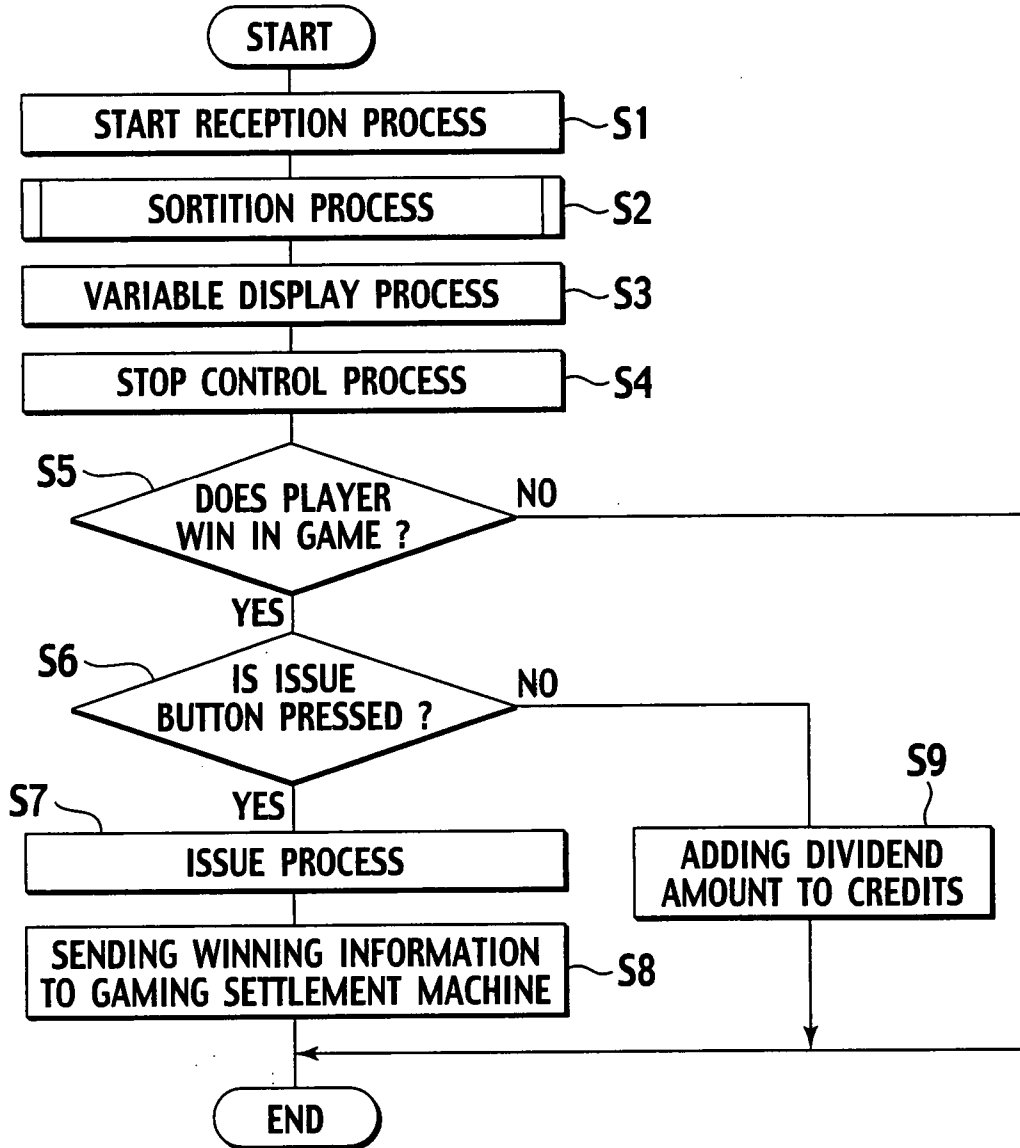 START
START RECEPTION PROCESS
S1
SORTITION PROCESS
S2
VARIABLE DISPLAY PROCESS
S3
STOP CONTROL PROCESS
S4
S5
DOES PLAYER
WIN IN GAME ?
NO
YES
S6
IS ISSUE
BUTTON PRESSED ?
NO
YES
S7
ISSUE PROCESS
S9
ADDING DIVIDEND
AMOUNT TO CREDITS
SENDING WINNING INFORMATION
TO GAMING SETTLEMENT MACHINE
S8
END